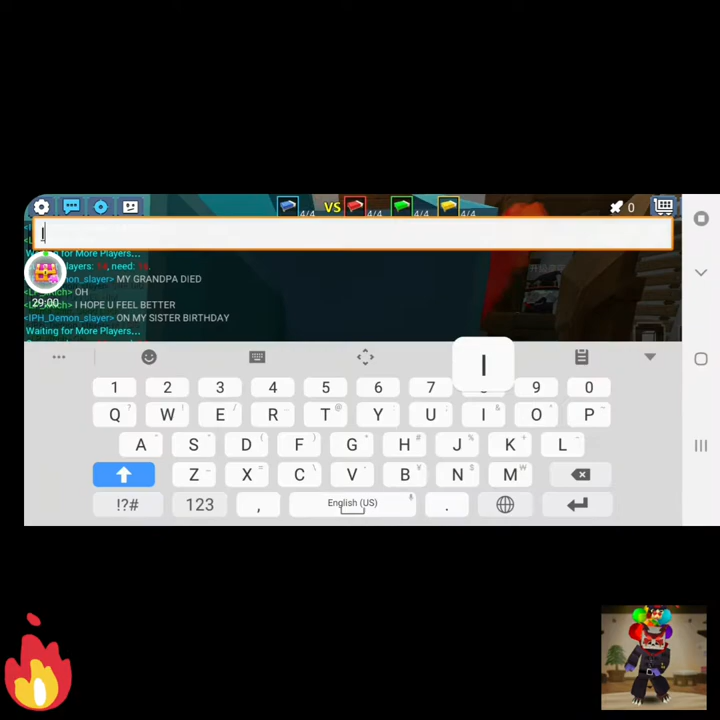 4/4 VS 4/4 4/4 4/4 0
I
Waiting for More Players...
MY GRANDPA DIED
OH
29:00
I HOPE U FEEL BETTER
<IPH_Demon_slayer> ON MY SISTER BIRTHDAY
Waiting for More Players...
I
1 2 3 4 5 6 7 9 0
Q W E R T Y U I O P
A S D F G H J K L
Z X C V B N M
!?# 123 , English (US) .